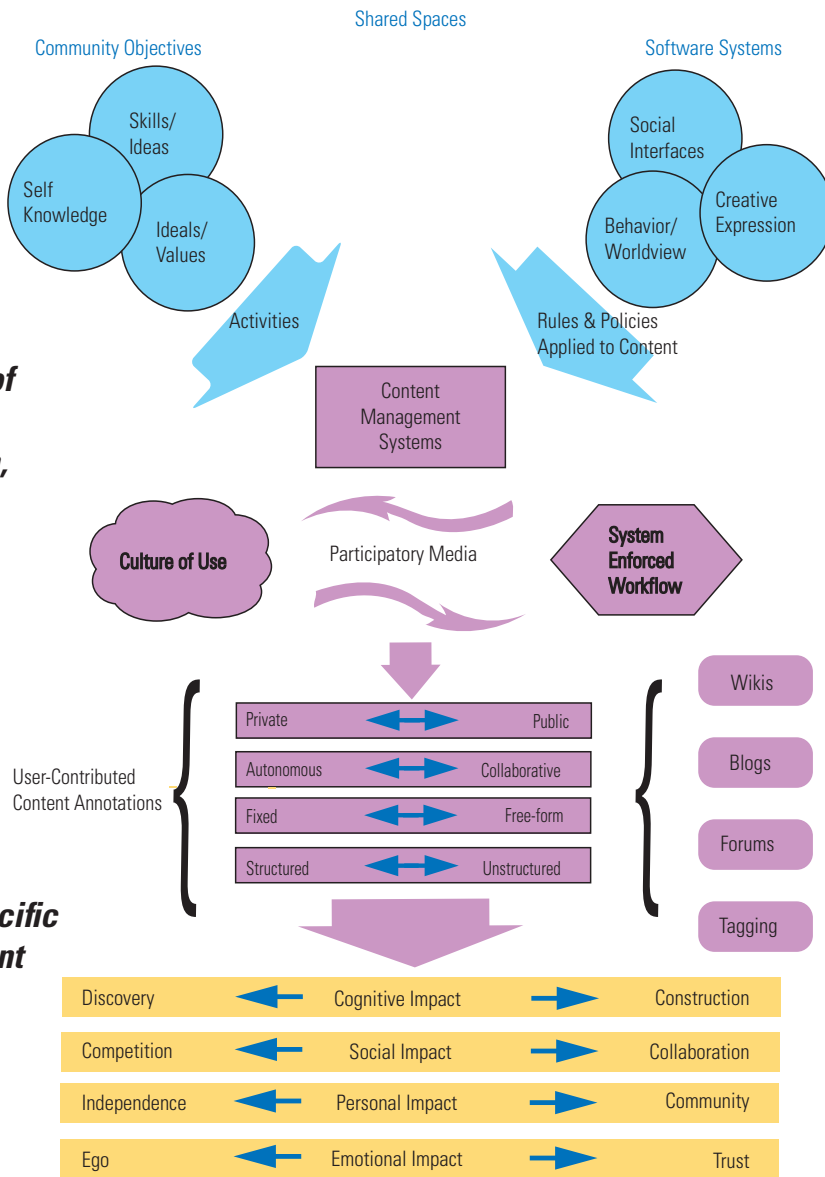 Shared Spaces
Community Objectives
Software Systems
Skills/
Ideas
Self
Knowledge
Ideals/
Values
Social
Interfaces
Creative
Expression
Behavior/
Worldview
Activities
Rules & Policies
Applied to Content
of
Content
Management
Systems
,
Culture of Use
Participatory Media
System
Enforced
Workflow
Private Public
Autonomous Collaborative
Fixed Free-form
Structured Unstructured
User-Contributed
Content Annotations
Wikis
Blogs
Forums
Tagging
cific
nt
Discovery Cognitive Impact Construction
Competition Social Impact Collaboration
Independence Personal Impact Community
Ego Emotional Impact Trust